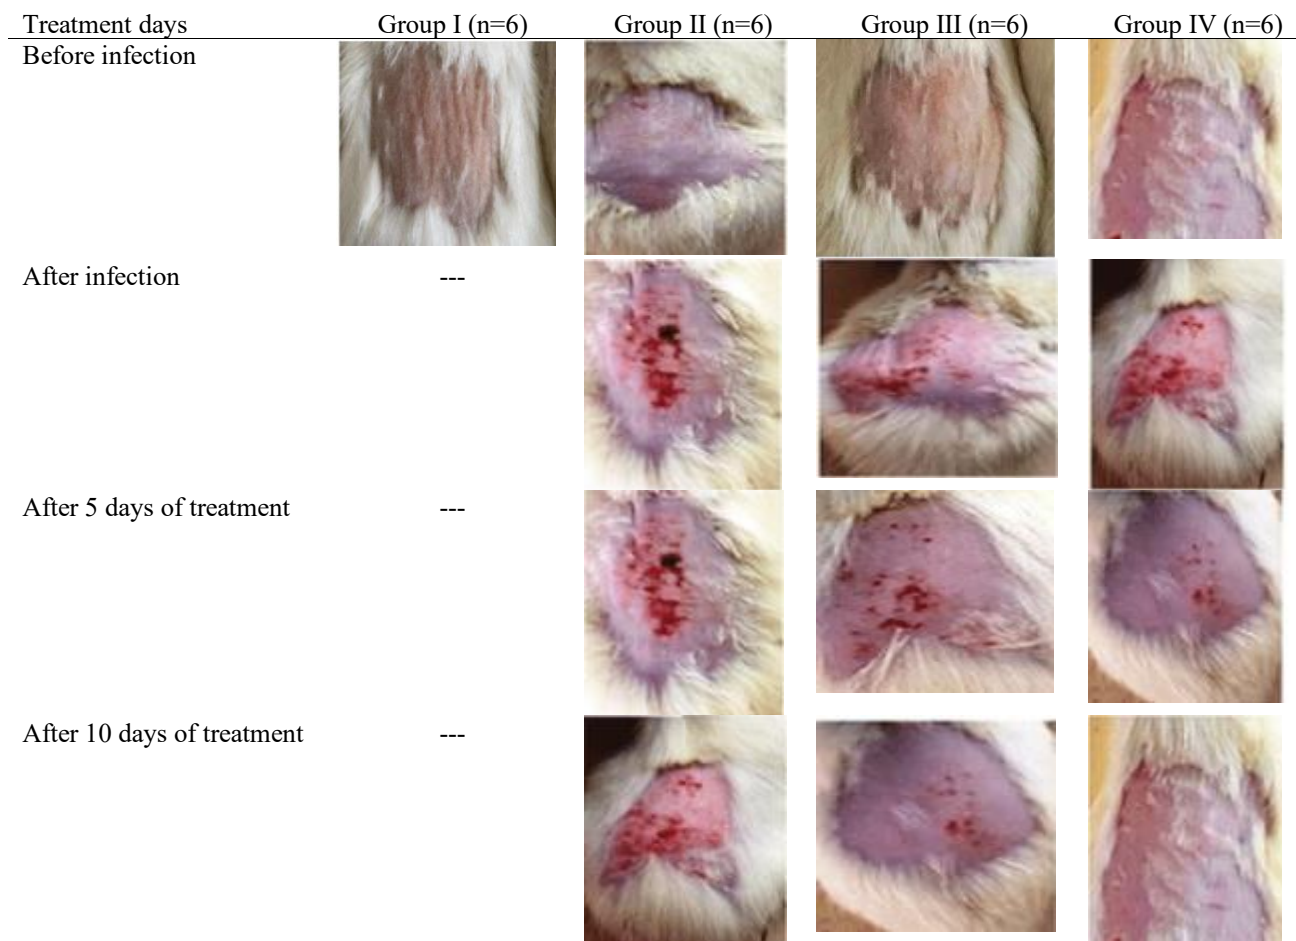 Treatment days Group I (n=6) Group II (n=6) Group III (n=6) Group IV (n=6)
Before infection
After infection ---
After 5 days of treatment ---
After 10 days of treatment ---